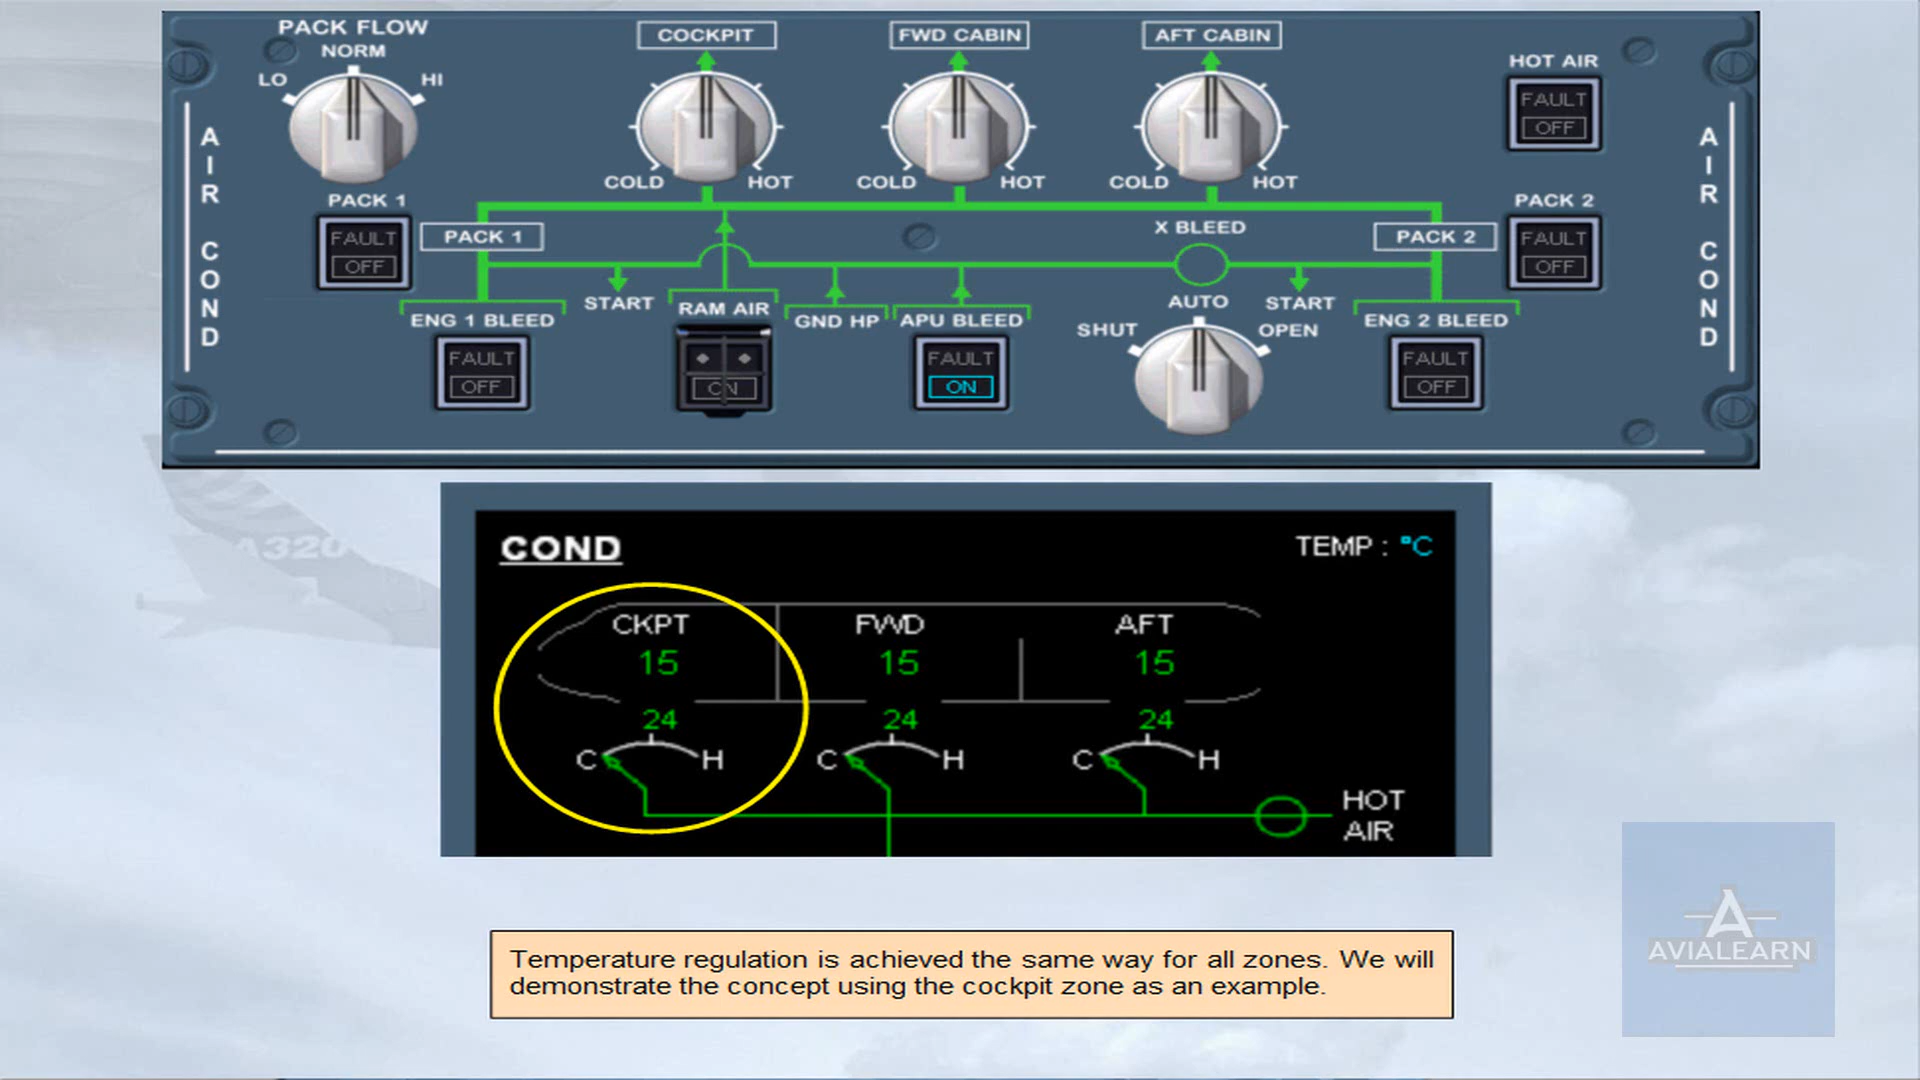 PACK FLOW
NORM
LO
HI
COCKPIT
FWD CABIN
AFT CABIN
HOT AIR
FAULT
OFF
COLD
HOT
COLD
HOT
COLD
HOT
AIR COND
AIR COND
PACK 1
FAULT
OFF
PACK 1
X BLEED
PACK 2
PACK 2
FAULT
OFF
START
RAM AIR
GND HP
APU BLEED
AUTO
START
ENG 1 BLEED
SHUT
OPEN
ENG 2 BLEED
FAULT
OFF
ON
FAULT
ON
FAULT
OFF
COND
TEMP : °C
CKPT
FWD
AFT
15
15
15
24
24
24
C
H
C
H
C
H
HOT
AIR
A320
Temperature regulation is achieved the same way for all zones. We will
demonstrate the concept using the cockpit zone as an example.
A
AVIALEARN